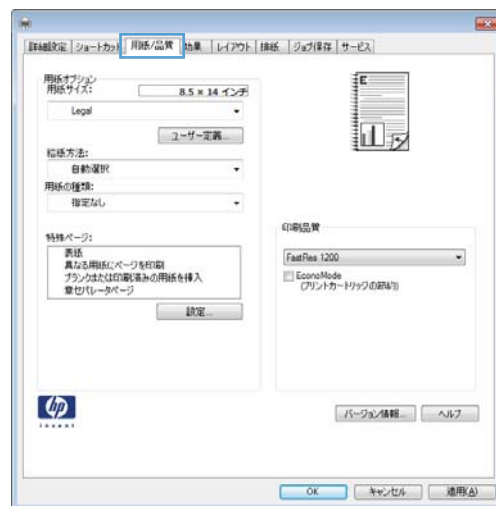 詳細設定 ショートカット 用紙/品質 効果 レイアウト 排紙 ジョブ保存 サービス
用紙オプション
用紙サイズ: 8.5 × 14 インチ
Legal
ユーザー定義...
給紙方法:
自動選択
用紙の種類:
指定なし
特殊ページ:
表紙
異なる用紙にページを印刷
ブランクまたは印刷済みの用紙を挿入
章セパレータページ
設定...
E
印刷品質
FastRes 1200
EconoMode
(プリントカートリッジの節約)
hp
invent
バージョン情報... ヘルプ
OK キャンセル 適用(A)